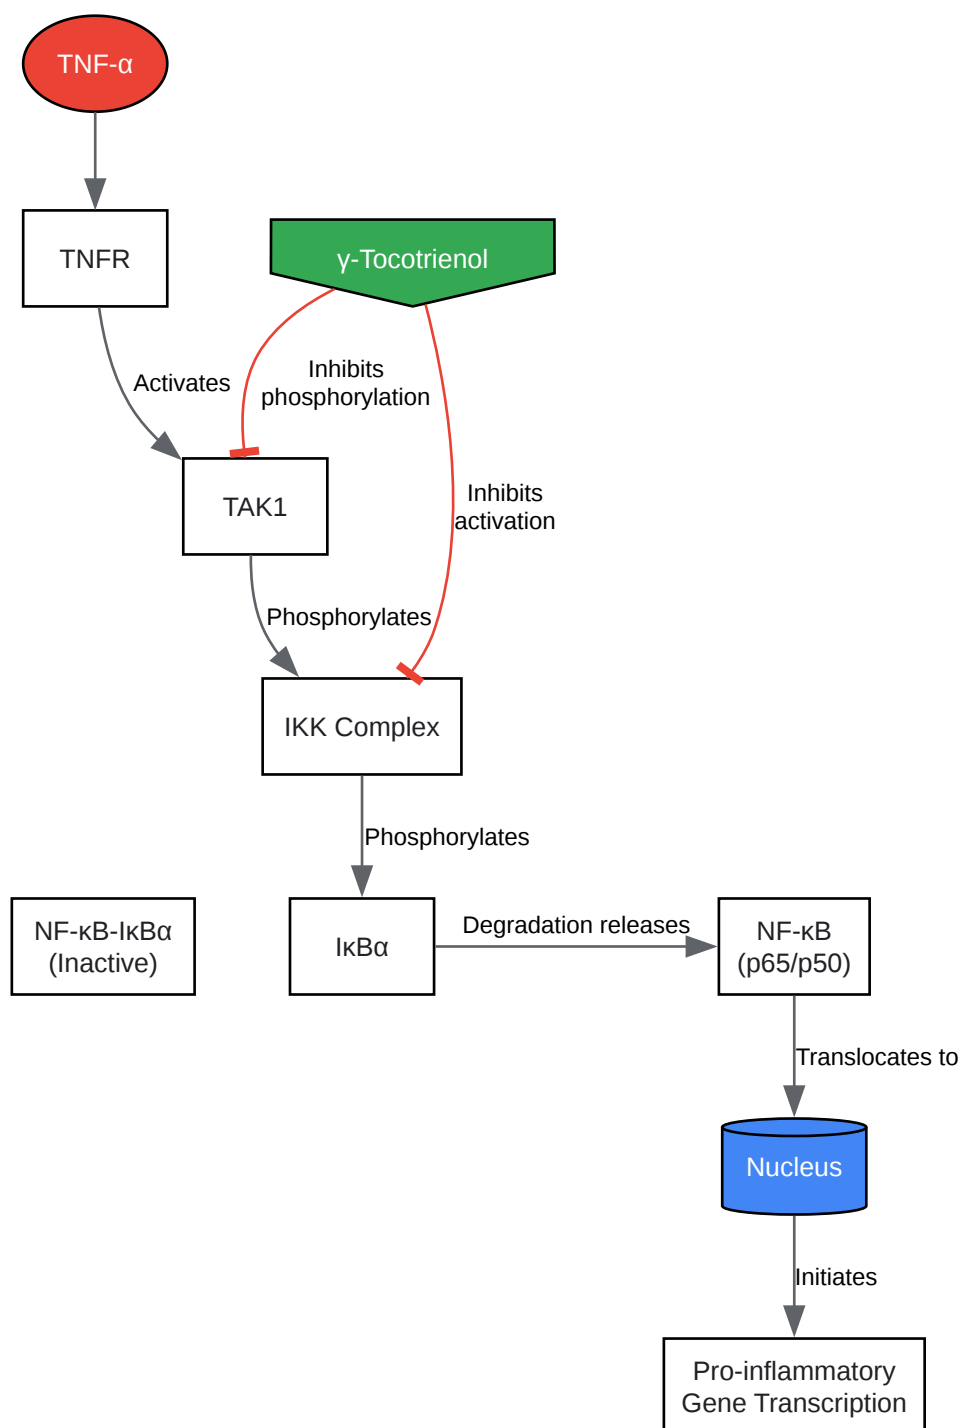 TNF-α
TNFR
γ-Tocotrienol
Activates
Inhibits
phosphorylation
TAK1
Inhibits
activation
Phosphorylates
IKK Complex
Phosphorylates
NF-κB-IκBα
(Inactive)
IκBα
Degradation releases
NF-κB
(p65/p50)
Translocates to
Nucleus
Initiates
Pro-inflammatory
Gene Transcription